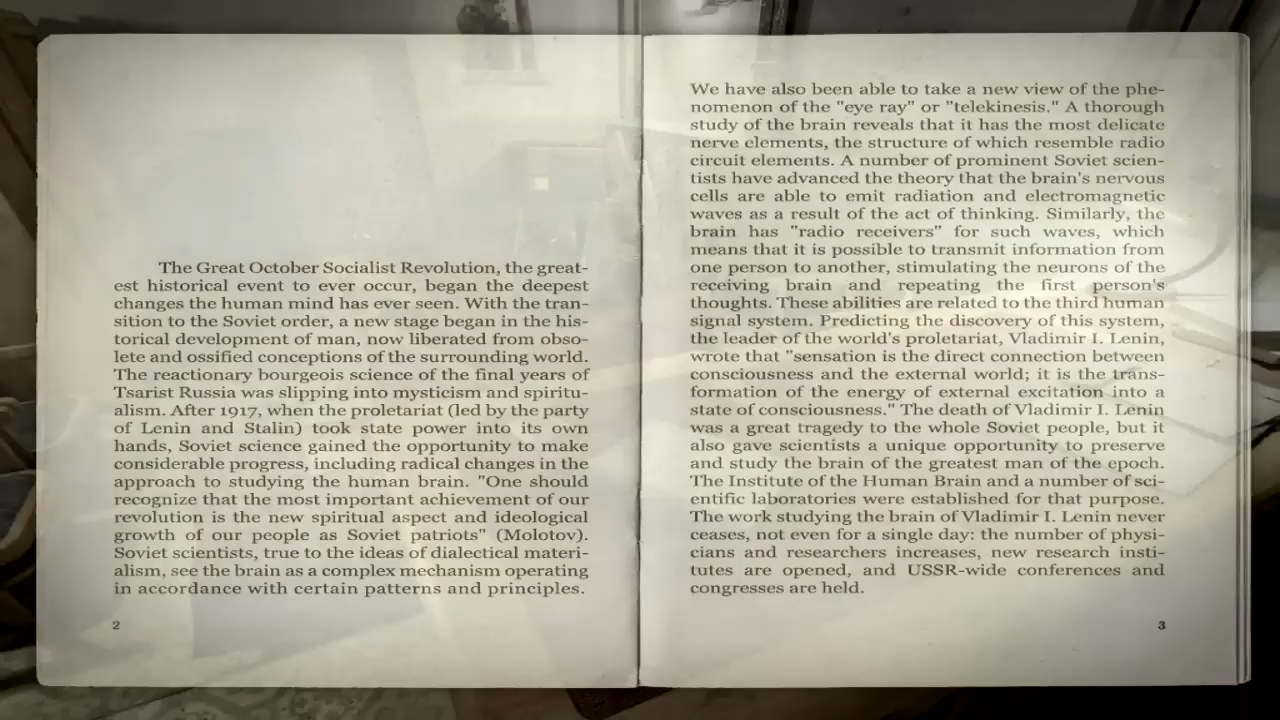 The Great October Socialist Revolution, the great-
est historical event to ever occur, began the deepest
changes the human mind has ever seen. With the tran-
sition to the Soviet order, a new stage began in the his-
torical development of man, now liberated from obso-
lete and ossified conceptions of the surrounding world.
The reactionary bourgeois science of the final years of
Tsarist Russia was slipping into mysticism and spiritu-
alism. After 1917, when the proletariat (led by the party
of Lenin and Stalin) took state power into its own
hands, Soviet science gained the opportunity to make
considerable progress, including radical changes in the
approach to studying the human brain. "One should
recognize that the most important achievement of our
revolution is the new spiritual aspect and ideological
growth of our people as Soviet patriots" (Molotov).
Soviet scientists, true to the ideas of dialectical materi-
alism, see the brain as a complex mechanism operating
in accordance with certain patterns and principles.
2
We have also been able to take a new view of the phe-
nomenon of the "eye ray" or "telekinesis." A thorough
study of the brain reveals that it has the most delicate
nerve elements, the structure of which resemble radio
circuit elements. A number of prominent Soviet scien-
tists have advanced the theory that the brain's nervous
cells are able to emit radiation and electromagnetic
waves as a result of the act of thinking. Similarly, the
brain has "radio receivers" for such waves, which
means that it is possible to transmit information from
one person to another, stimulating the neurons of the
receiving brain and repeating the first person's
thoughts. These abilities are related to the third human
signal system. Predicting the discovery of this system,
the leader of the world's proletariat, Vladimir I. Lenin,
wrote that "sensation is the direct connection between
consciousness and the external world; it is the trans-
formation of the energy of external excitation into a
state of consciousness." The death of Vladimir I. Lenin
was a great tragedy to the whole Soviet people, but it
also gave scientists a unique opportunity to preserve
and study the brain of the greatest man of the epoch.
The Institute of the Human Brain and a number of sci-
entific laboratories were established for that purpose.
The work studying the brain of Vladimir I. Lenin never
ceases, not even for a single day: the number of physi-
cians and researchers increases, new research insti-
tutes are opened, and USSR-wide conferences and
congresses are held.
3